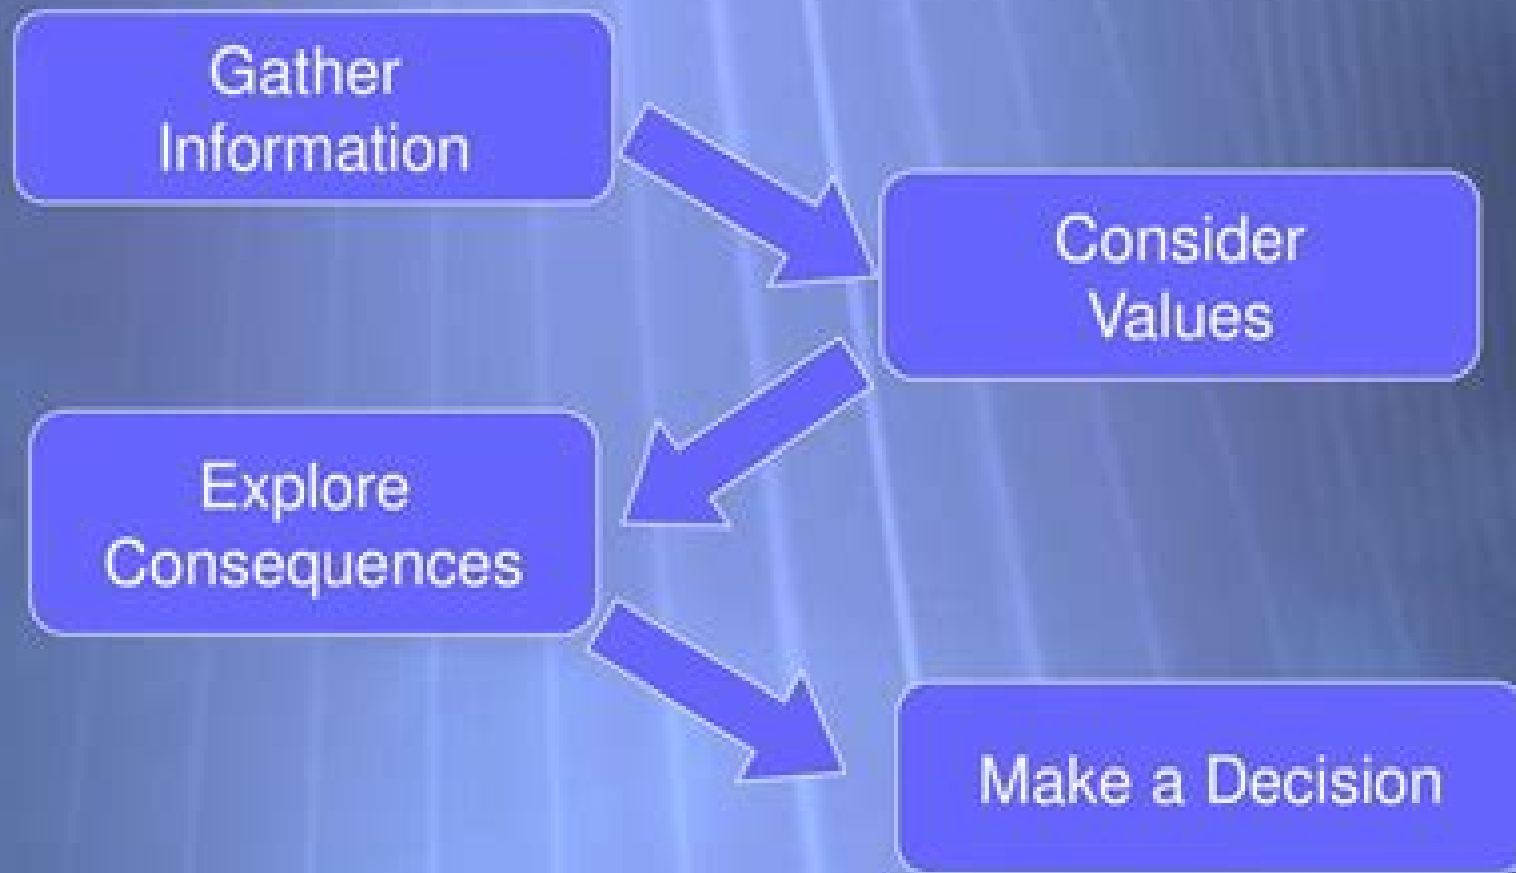 Gather
Information
Consider
Values
Explore
Consequences
Make a Decision